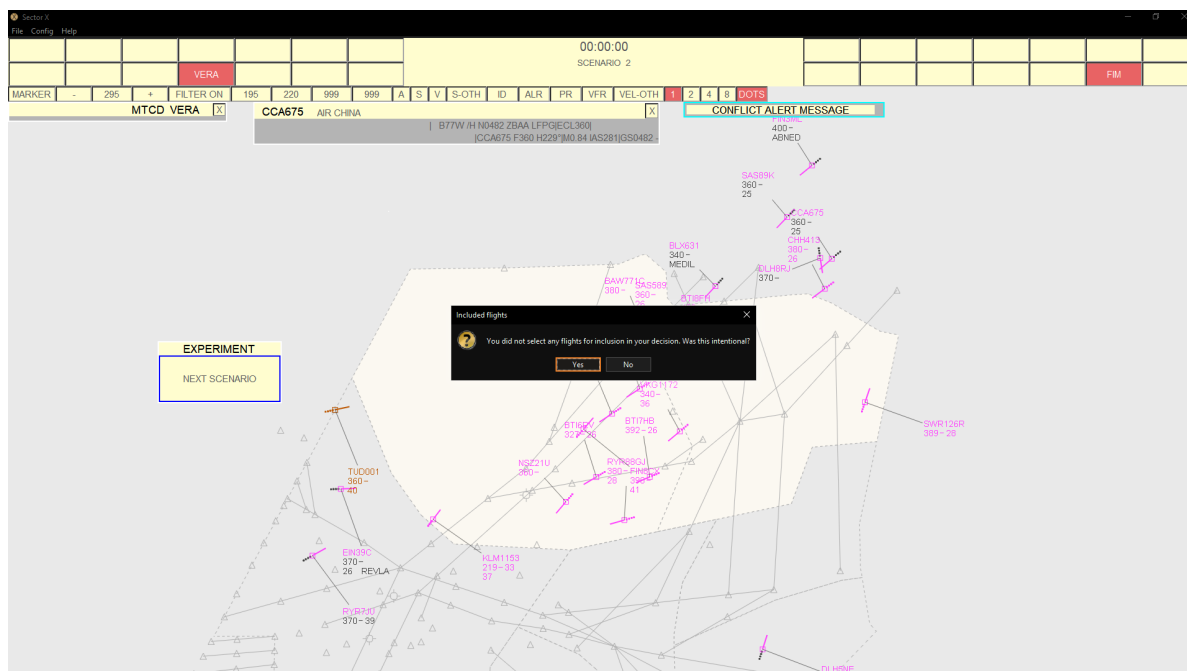 Sector X
File Config Help
00:00:00
SCENARIO 2
VERA
FIM
MARKER - 295 + FILTER ON 195 220 999 999 A S V S-OTH ID ALR PR VFR VEL-OTH 1 2 4 8 DOTS
MTCD VERA X
CCA675 AIR CHINA X
CONFLICT ALERT MESSAGE
| B77W /H N0482 ZBAA LFPG|ECL360|
|CCA675 F360 H229°|M0.84 IAS281|GS0482 -
400-
ABNED
SAS89K
360-
25
CCA675
360-
25
CHH413
380-
26
BLX631
340-
MEDIL
DLH8RJ
370-
BAW771C
380-
SAS589
360-
BTI8FH
Included flights
You did not select any flights for inclusion in your decision. Was this intentional?
Yes No
EXPERIMENT
NEXT SCENARIO
340-
36
BTI7HB
392-26
SWR126R
389-28
NSZ21U
RYR88GJ
28
41
TUD001
360-
40
EIN39C
370-
26 REVLA
KLM1153
219-33
37
RYR7JU
370-39